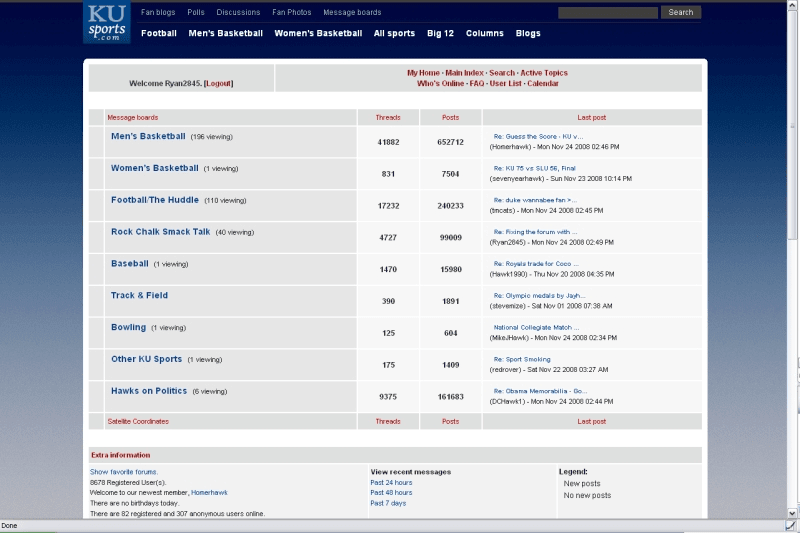 KU
sports
.com
Fan blogs Polls Discussions Fan Photos Message boards
Search
Football Men's Basketball Women's Basketball All sports Big 12 Columns Blogs
Welcome Ryan2845. [Logout]
My Home · Main Index · Search · Active Topics
Who's Online · FAQ · User List · Calendar
Message boards Threads Posts Last post
Men's Basketball (196 viewing) 41882 652712 Re: Guess the Score - KU v...
(Homerhawk) - Mon Nov 24 2008 02:46 PM
Women's Basketball (1 viewing) 831 7504 Re: KU 75 vs SLU 56, Final
(sevenyearhawk) - Sun Nov 23 2008 10:14 PM
Football/The Huddle (110 viewing) 17232 240233 Re: duke wannabee fan >...
(tmcats) - Mon Nov 24 2008 02:45 PM
Rock Chalk Smack Talk (40 viewing) 4727 99009 Re: Fixing the forum with ...
(Ryan2845) - Mon Nov 24 2008 02:49 PM
Baseball (1 viewing) 1470 15980 Re: Royals trade for Coco ...
(Hawk1990) - Thu Nov 20 2008 04:35 PM
Track & Field 390 1891 Re: Olympic medals by Jayh...
(stevemize) - Sat Nov 01 2008 07:38 AM
Bowling (1 viewing) 125 604 National Collegiate Match ...
(MikeJHawk) - Mon Nov 24 2008 02:34 PM
Other KU Sports (1 viewing) 175 1409 Re: Sport Smoking
(redrover) - Sat Nov 22 2008 03:27 AM
Hawks on Politics (6 viewing) 9375 161683 Re: Obama Memorabilia - Go...
(DCHawk1) - Mon Nov 24 2008 02:44 PM
Satellite Coordinates Threads Posts Last post
Extra information
Show favorite forums.
8678 Registered User(s).
Welcome to our newest member, Homerhawk
There are no birthdays today.
There are 82 registered and 307 anonymous users online.
View recent messages
Past 24 hours
Past 48 hours
Past 7 days
Legend:
New posts
No new posts
Done